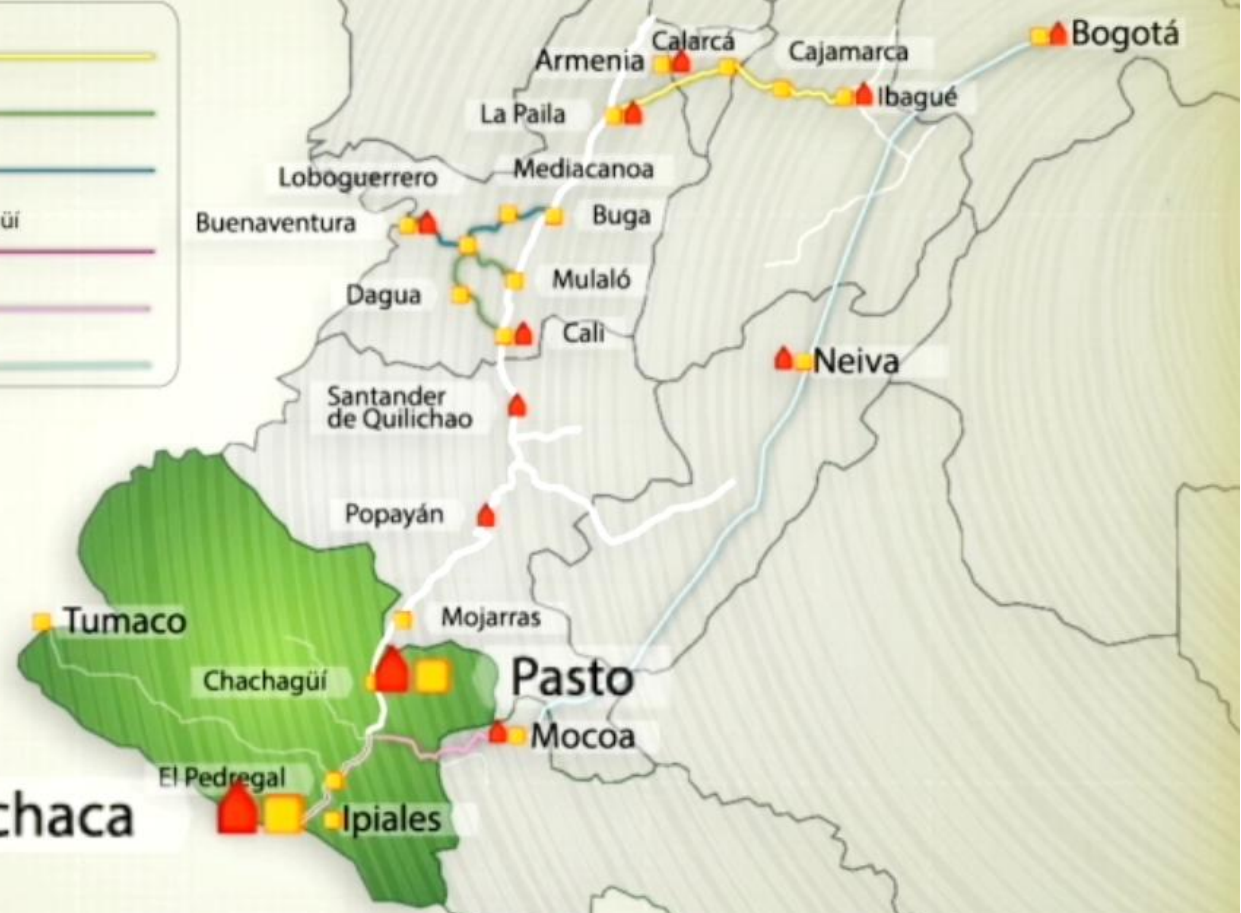 Bogotá
Calarcá
Cajamarca
Armenia
Ibagué
La Paila
Mediacanoa
Loboguerrero
üí
Buenaventura
Buga
Mulaló
Dagua
Cali
Santander
de Quilichao
Neiva
Popayán
Tumaco
Mojarras
Chachagüí
Pasto
Mocoa
El Pedregal
chaca
Ipiales